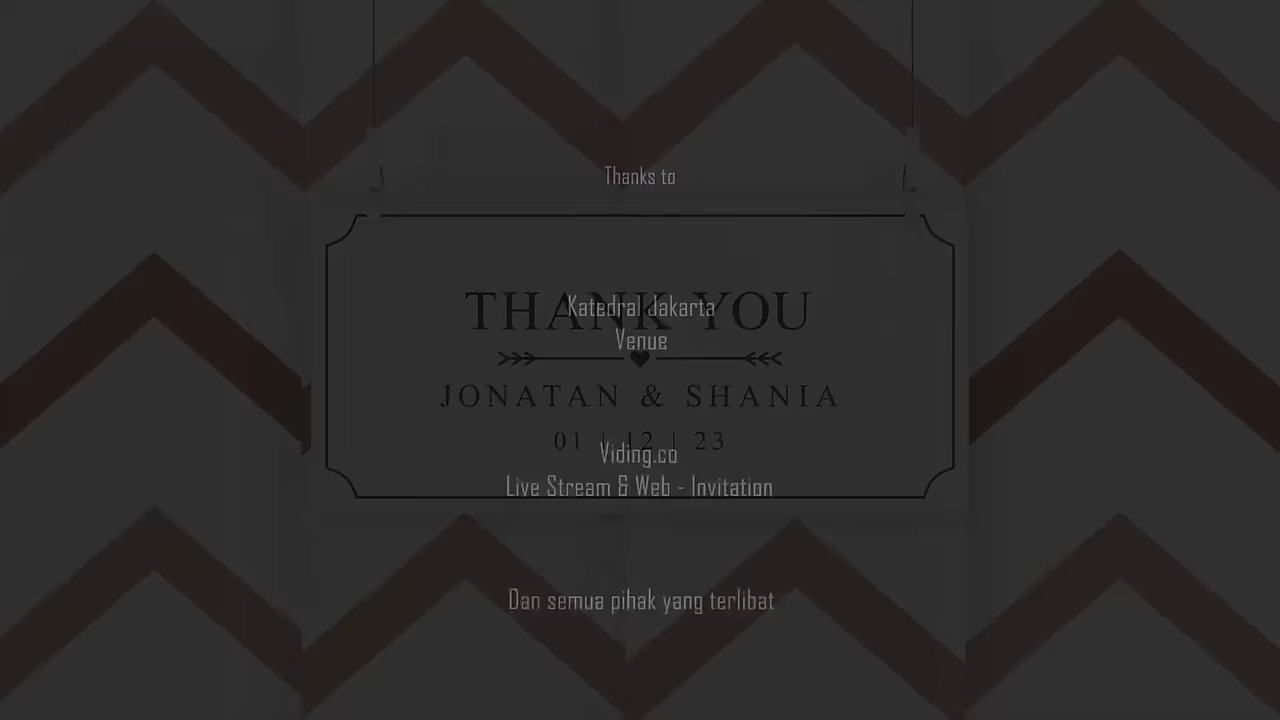 Thanks to
THANK YOU
Katedral Jakarta
Venue
JONATAN & SHANIA
01 | 12 | 23
Viding.co
Live Stream & Web - Invitation
Dan semua pihak yang terlibat